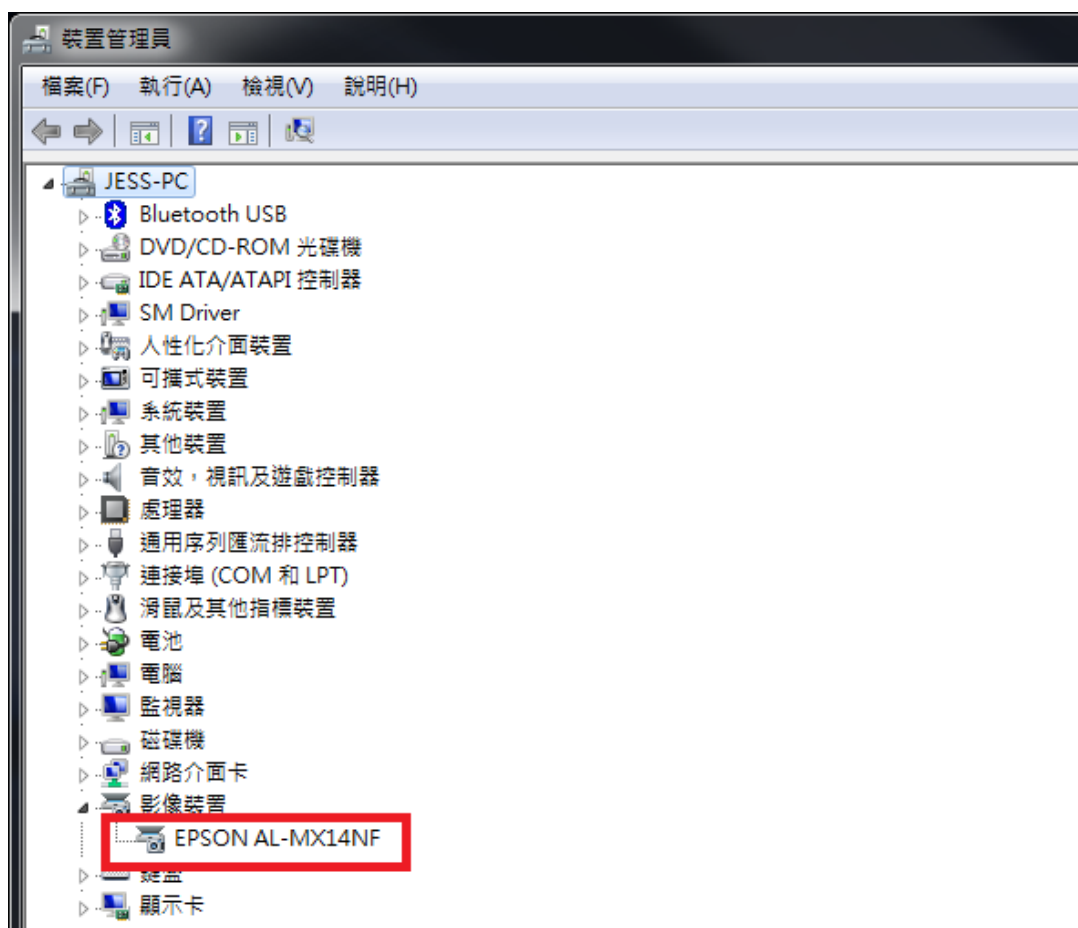 裝置管理員
檔案(F) 執行(A) 檢視(V) 說明(H)
JESS-PC
Bluetooth USB
DVD/CD-ROM 光碟機
IDE ATA/ATAPI 控制器
SM Driver
人性化介面裝置
可攜式裝置
系統裝置
其他裝置
音效，視訊及遊戲控制器
處理器
通用序列匯流排控制器
連接埠 (COM 和 LPT)
滑鼠及其他指標裝置
電池
電腦
監視器
磁碟機
網路介面卡
影像裝置
EPSON AL-MX14NF
鍵盤
顯示卡